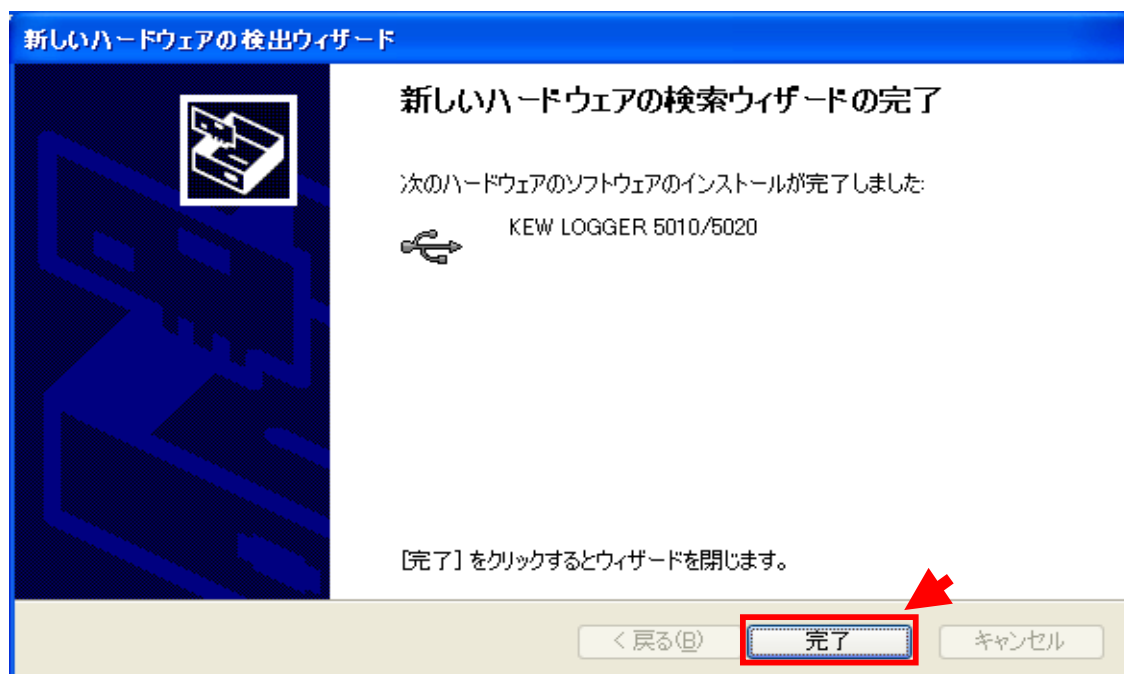 新しいハードウェアの検出ウィザード
新しいハードウェアの検索ウィザードの完了
次のハードウェアのソフトウェアのインストールが完了しました:
KEW LOGGER 5010/5020
[完了] をクリックするとウィザードを閉じます。
< 戻る(B) 完了 キャンセル